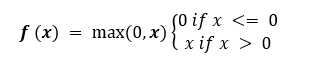 f (x) = max(0, x) { 0 if x <= 0
x if x > 0